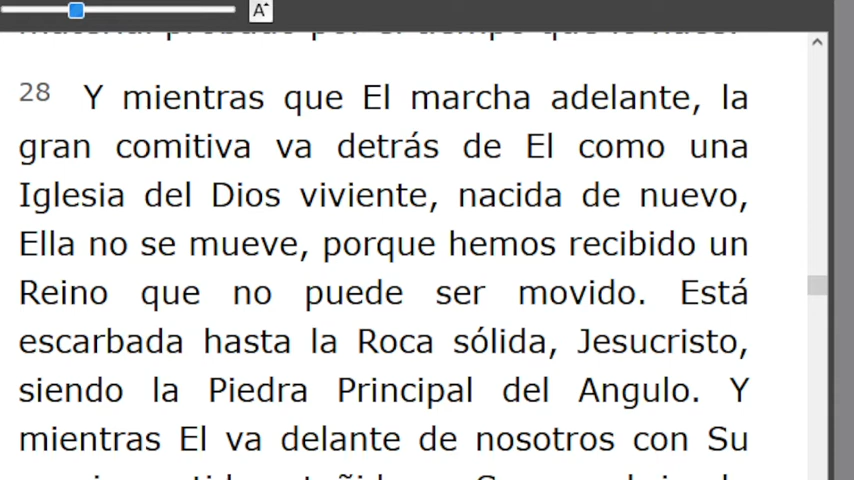 A
28 Y mientras que El marcha adelante, la
gran comitiva va detrás de El como una
Iglesia del Dios viviente, nacida de nuevo,
Ella no se mueve, porque hemos recibido un
Reino que no puede ser movido. Está
escarbada hasta la Roca sólida, Jesucristo,
siendo la Piedra Principal del Angulo. Y
mientras El va delante de nosotros con Su